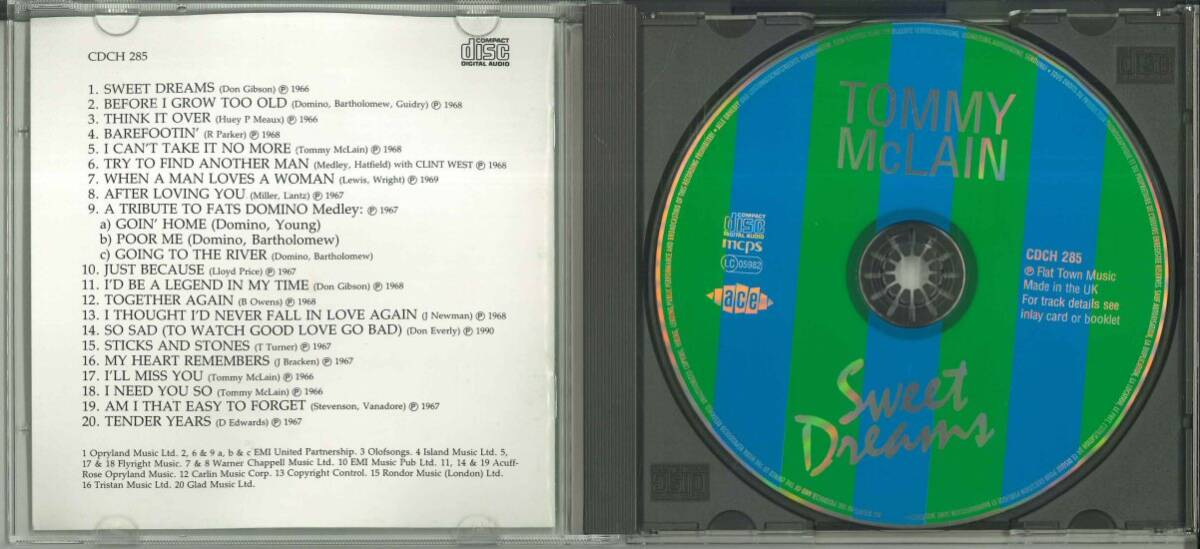 CDCH 285
COMPACT
disc
DIGITAL AUDIO
1. SWEET DREAMS (Don Gibson) ℗ 1966
2. BEFORE I GROW TOO OLD (Domino, Bartholomew, Guidry) ℗ 1968
3. THINK IT OVER (Huey P Meaux) ℗ 1966
4. BAREFOOTIN' (R Parker) ℗ 1968
5. I CAN'T TAKE IT NO MORE (Tommy McLain) ℗ 1968
6. TRY TO FIND ANOTHER MAN (Medley, Hatfield) with CLINT WEST ℗ 1968
7. WHEN A MAN LOVES A WOMAN (Lewis, Wright) ℗ 1969
8. AFTER LOVING YOU (Miller, Lantz) ℗ 1967
9. A TRIBUTE TO FATS DOMINO Medley: ℗ 1967
a) GOIN' HOME (Domino, Young)
b) POOR ME (Domino, Bartholomew)
c) GOING TO THE RIVER (Domino, Bartholomew)
10. JUST BECAUSE (Lloyd Price) ℗ 1967
11. I'D BE A LEGEND IN MY TIME (Don Gibson) ℗ 1968
12. TOGETHER AGAIN (B Owens) ℗ 1968
13. I THOUGHT I'D NEVER FALL IN LOVE AGAIN (J Newman) ℗ 1968
14. SO SAD (TO WATCH GOOD LOVE GO BAD) (Don Everly) ℗ 1990
15. STICKS AND STONES (T Turner) ℗ 1967
16. MY HEART REMEMBERS (J Bracken) ℗ 1967
17. I'LL MISS YOU (Tommy McLain) ℗ 1966
18. I NEED YOU SO (Tommy McLain) ℗ 1966
19. AM I THAT EASY TO FORGET (Stevenson, Vanadore) ℗ 1967
20. TENDER YEARS (D Edwards) ℗ 1967
1 Opryland Music Ltd. 2, 6 & 9 a, b & c EMI United Partnership. 3 Olofsongs. 4 Island Music Ltd. 5,
17 & 18 Flyright Music. 7 & 8 Warner Chappell Music Ltd. 10 EMI Music Pub Ltd. 11, 14 & 19 Acuff-
Rose Opryland Music. 12 Carlin Music Corp. 13 Copyright Control. 15 Rondor Music (London) Ltd.
16 Tristan Music Ltd. 20 Glad Music Ltd.
TOMMY
McLAIN
COMPACT
disc
DIGITAL AUDIO
mcps
LC 05982
ace
CDCH 285
℗ Flat Town Music
Made in the UK
For track details see
inlay card or booklet
Sweet
Dreams